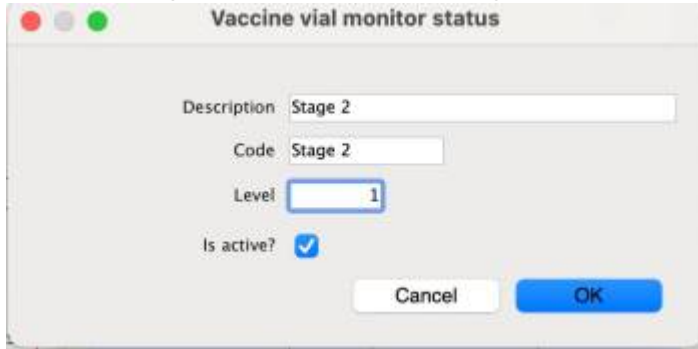 Vaccine vial monitor status
Description Stage 2
Code Stage 2
Level 1
Is active?
Cancel OK